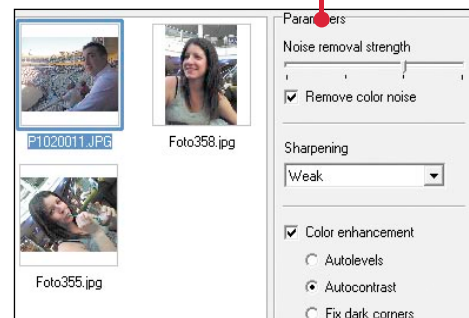 Parameters
Noise removal strength
Remove color noise
P1020011.JPG
Foto358.jpg
Sharpening
Weak
Color enhancement
Autolevels
Foto355.jpg
Autocontrast
Fix dark corners